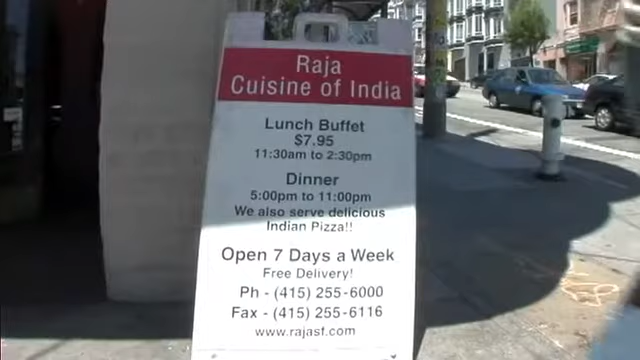 Raja
Cuisine of India
Lunch Buffet
$7.95
11:30am to 2:30pm
Dinner
5:00pm to 11:00pm
We also serve delicious
Indian Pizza!!
Open 7 Days a Week
Free Delivery!
Ph - (415) 255-6000
Fax - (415) 255-6116
www.rajasf.com